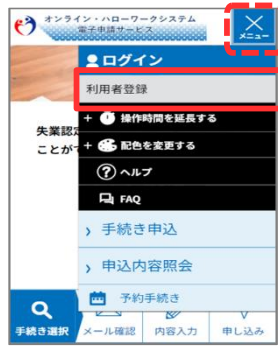 オンライン・ハローワークシステム
電子申請サービス
メニュー
ログイン
利用者登録
+ 操作時間を延長する
失業認定
+ 配色を変更する
ことがで
? ヘルプ
FAQ
› 手続き申込
› 申込内容照会
予約手続き
手続き選択
メール確認
内容入力
申し込み